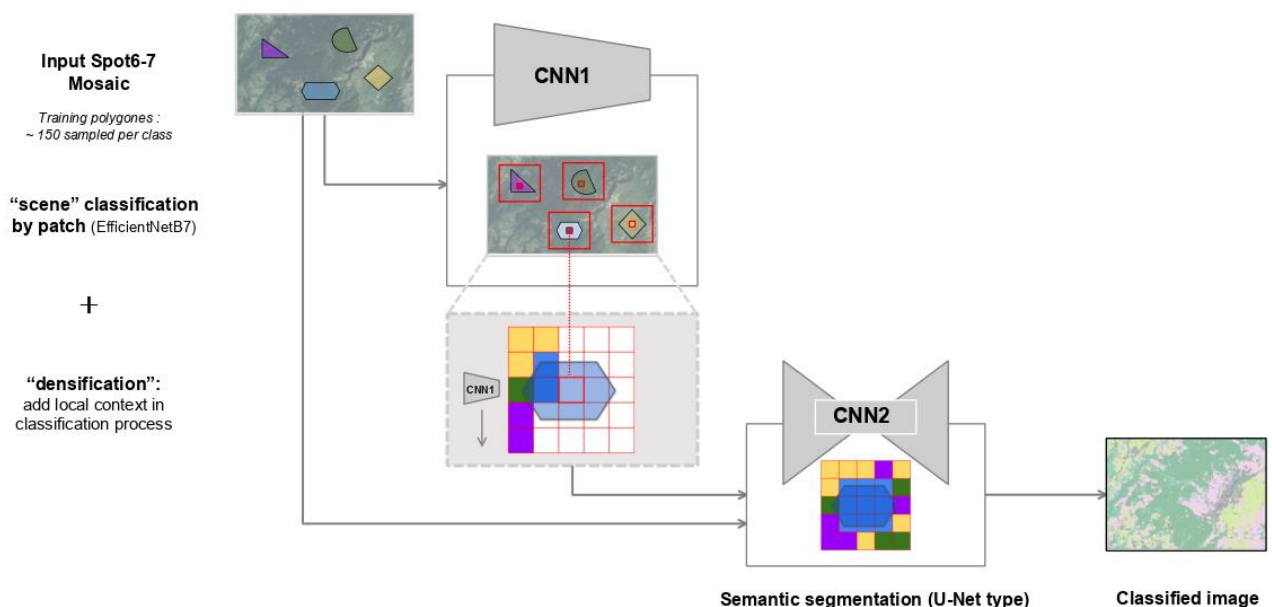 Input Spot6-7
Mosaic
Training polygones :
~ 150 sampled per class
CNN1
“scene” classification
by patch (EfficientNetB7)
+
“densification”:
add local context in
classification process
CNN1
CNN2
Semantic segmentation (U-Net type)
Classified image